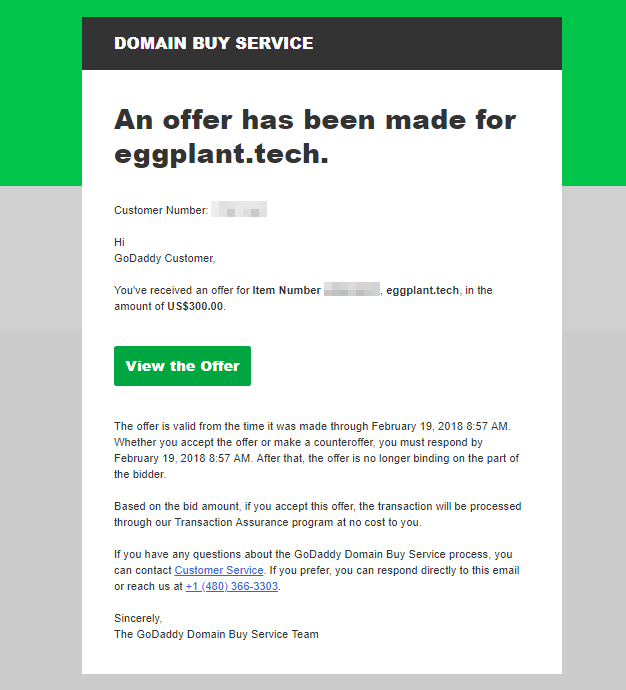 DOMAIN BUY SERVICE
An offer has been made for
eggplant.tech.
Customer Number:
Hi
GoDaddy Customer,
You've received an offer for Item Number , eggplant.tech, in the
amount of US$300.00.
View the Offer
The offer is valid from the time it was made through February 19, 2018 8:57 AM.
Whether you accept the offer or make a counteroffer, you must respond by
February 19, 2018 8:57 AM. After that, the offer is no longer binding on the part of
the bidder.
Based on the bid amount, if you accept this offer, the transaction will be processed
through our Transaction Assurance program at no cost to you.
If you have any questions about the GoDaddy Domain Buy Service process, you
can contact Customer Service. If you prefer, you can respond directly to this email
or reach us at +1 (480) 366-3303.
Sincerely,
The GoDaddy Domain Buy Service Team